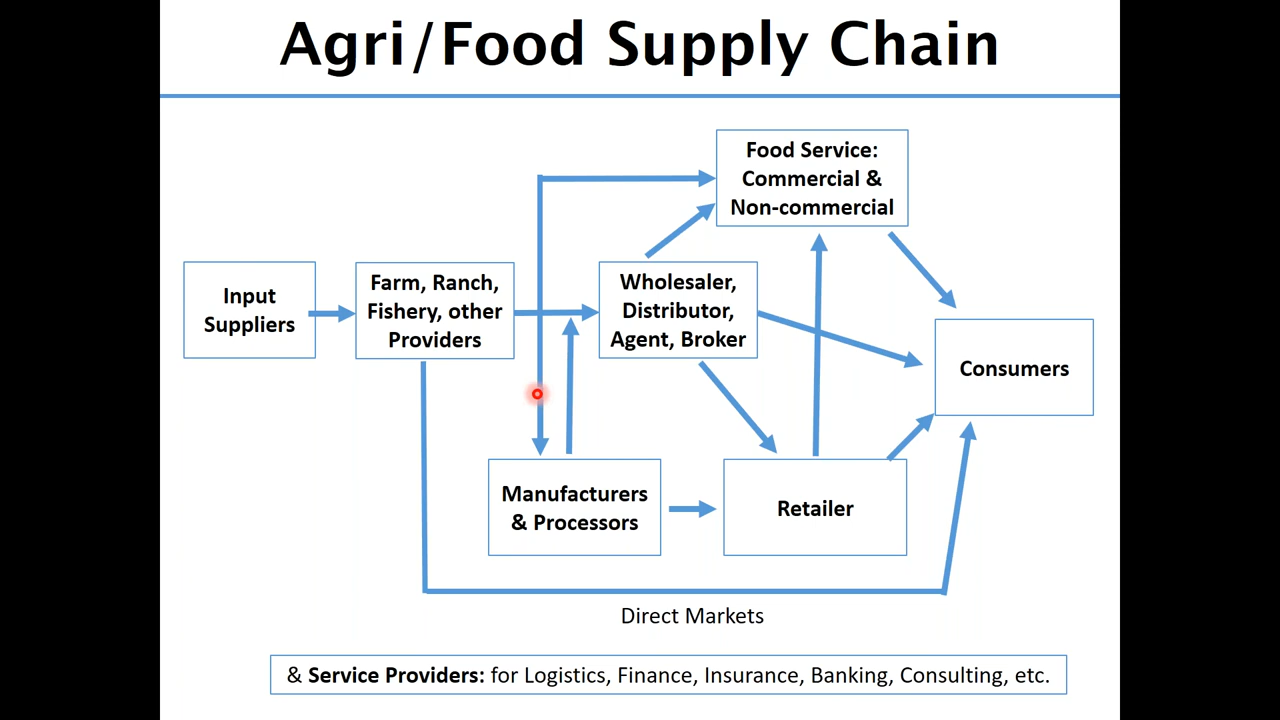 Agri/Food Supply Chain
Food Service:
Commercial &
Non-commercial
Input
Suppliers
Farm, Ranch,
Fishery, other
Providers
Wholesaler,
Distributor,
Agent, Broker
Consumers
Manufacturers
& Processors
Retailer
Direct Markets
& Service Providers: for Logistics, Finance, Insurance, Banking, Consulting, etc.